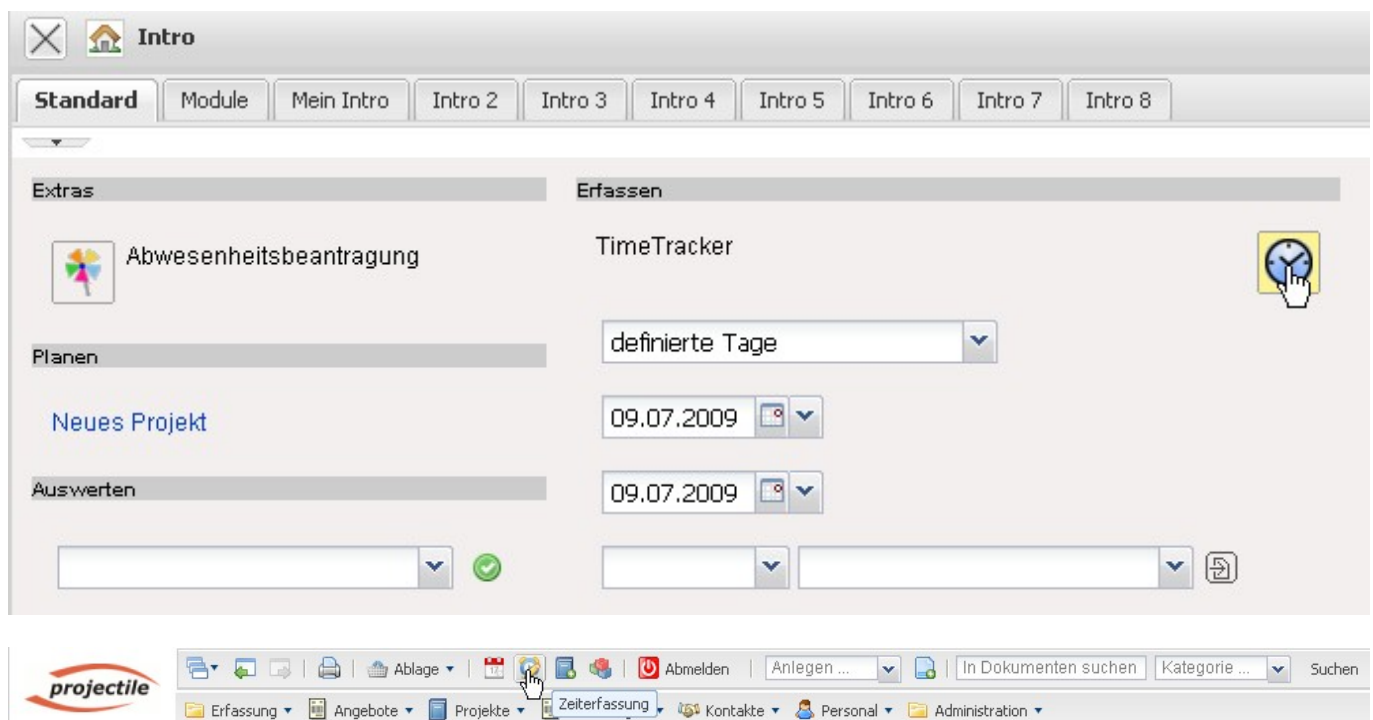 Intro
Standard Module Mein Intro Intro 2 Intro 3 Intro 4 Intro 5 Intro 6 Intro 7 Intro 8
Extras
Abwesenheitsbeantragung
Planen
Neues Projekt
Auswerten
Erfassen
TimeTracker
definierte Tage
09.07.2009
09.07.2009
projectile
Ablage Abmelden Anlegen ... In Dokumenten suchen Kategorie ... Suchen
Erfassung Angebote Projekte Zeiterfassung Kontakte Personal Administration